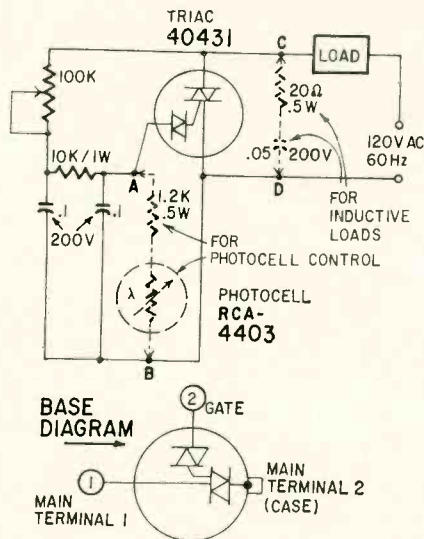 TRIAC
40431
C
LOAD
100K
20Ω
.5W
120V AC
60Hz
10K/1W
A
.05
200V
D
.1
.1
200V
1.2K
.5W
FOR
INDUCTIVE
LOADS
FOR
PHOTOCELL CONTROL
λ
PHOTOCELL
RCA-
4403
B
BASE
DIAGRAM
2
GATE
1
MAIN
TERMINAL 1
MAIN
TERMINAL 2
(CASE)